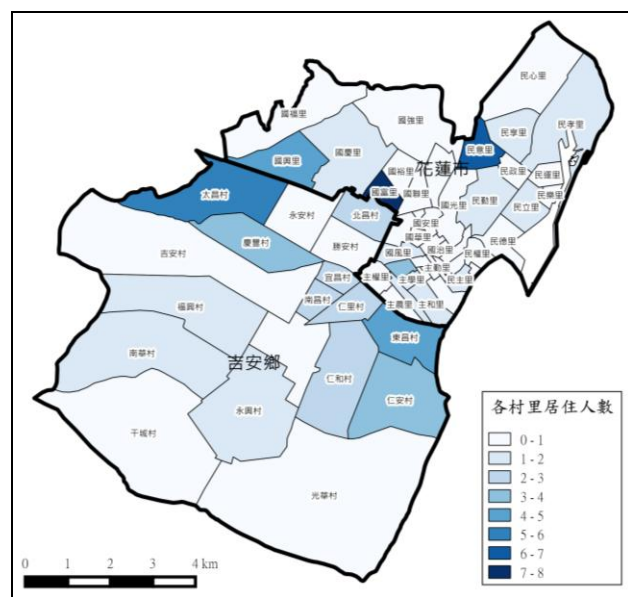 民心里
國福里
國強里
民孝里
民享里
國慶里
民意里
國興里
花蓮市
民政里
民運里
國裕里
太昌村
國富里
國聯里
民樂里
民勤里
民立里
永安村
北昌村
國光里
國安里
國華里
民德里
慶豐村
勝安村
國風里
國治里
民權里
吉安村
主勤里
宜昌村
主權里
主學里
民主里
福興村
南昌村
仁里村
主農里
主和里
東昌村
南華村
吉安鄉
仁和村
仁安村
永興村
干城村
光華村
各村里居住人數
0 - 1
1 - 2
2 - 3
3 - 4
4 - 5
5 - 6
6 - 7
7 - 8
0 1 2 3 4 km